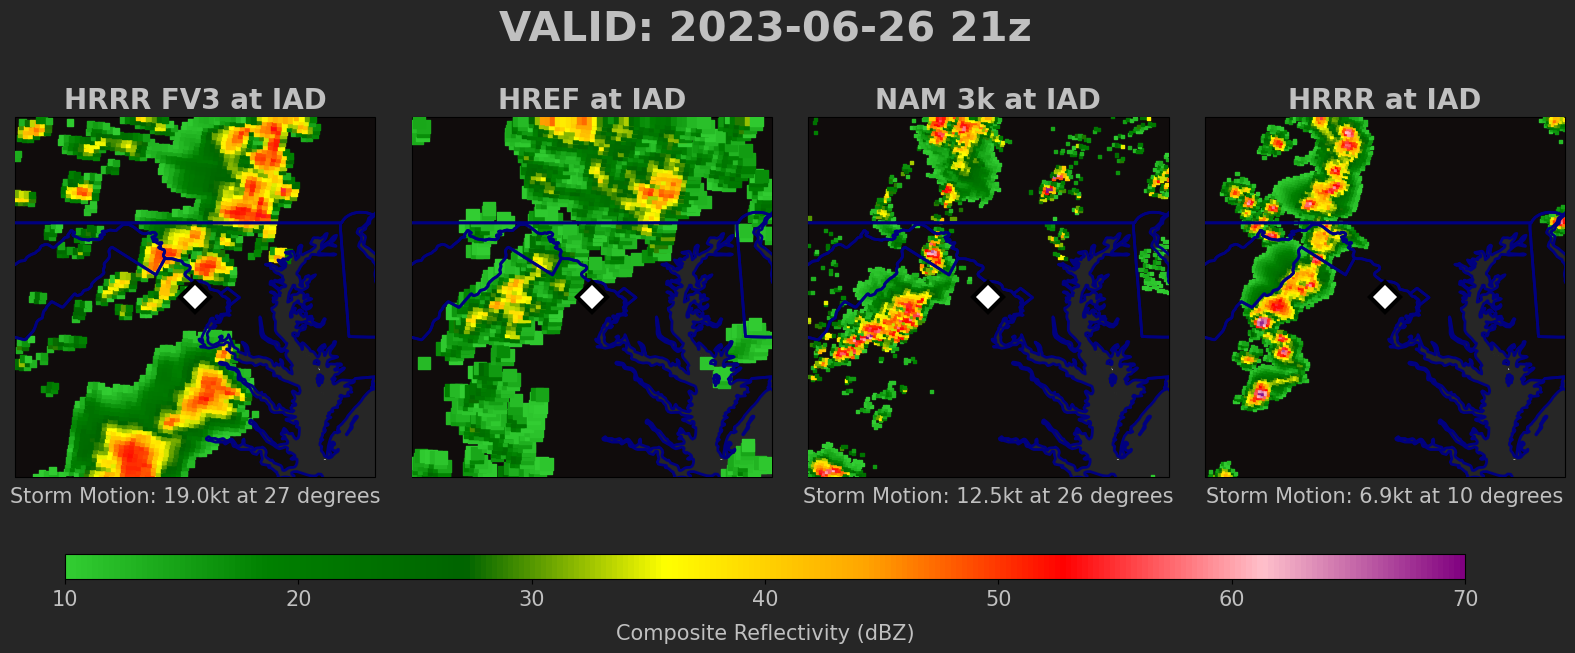 VALID: 2023-06-26 21z
HRRR FV3 at IAD
HREF at IAD
NAM 3k at IAD
HRRR at IAD
Storm Motion: 19.0kt at 27 degrees
Storm Motion: 12.5kt at 26 degrees
Storm Motion: 6.9kt at 10 degrees
10 20 30 40 50 60 70
Composite Reflectivity (dBZ)